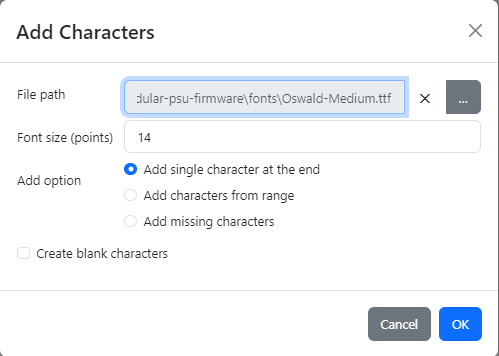 Add Characters
File path
dular-psu-firmware\fonts\Oswald-Medium.ttf
...
Font size (points)
14
Add option
Add single character at the end
Add characters from range
Add missing characters
Create blank characters
Cancel
OK